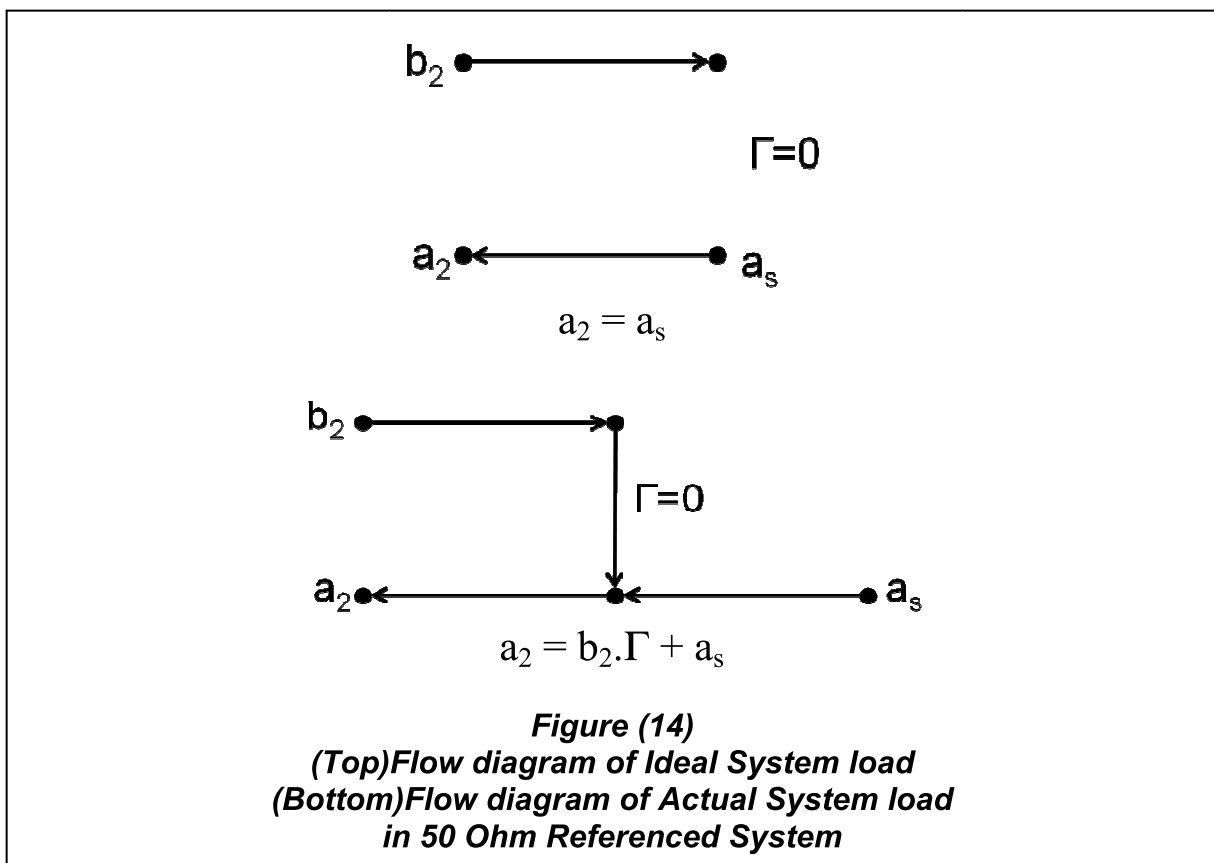 b₂
Γ=0
a₂ aₛ
a₂ = aₛ
b₂
Γ=0
a₂ aₛ
a₂ = b₂.Γ + aₛ
Figure (14)
(Top)Flow diagram of Ideal System load
(Bottom)Flow diagram of Actual System load
in 50 Ohm Referenced System